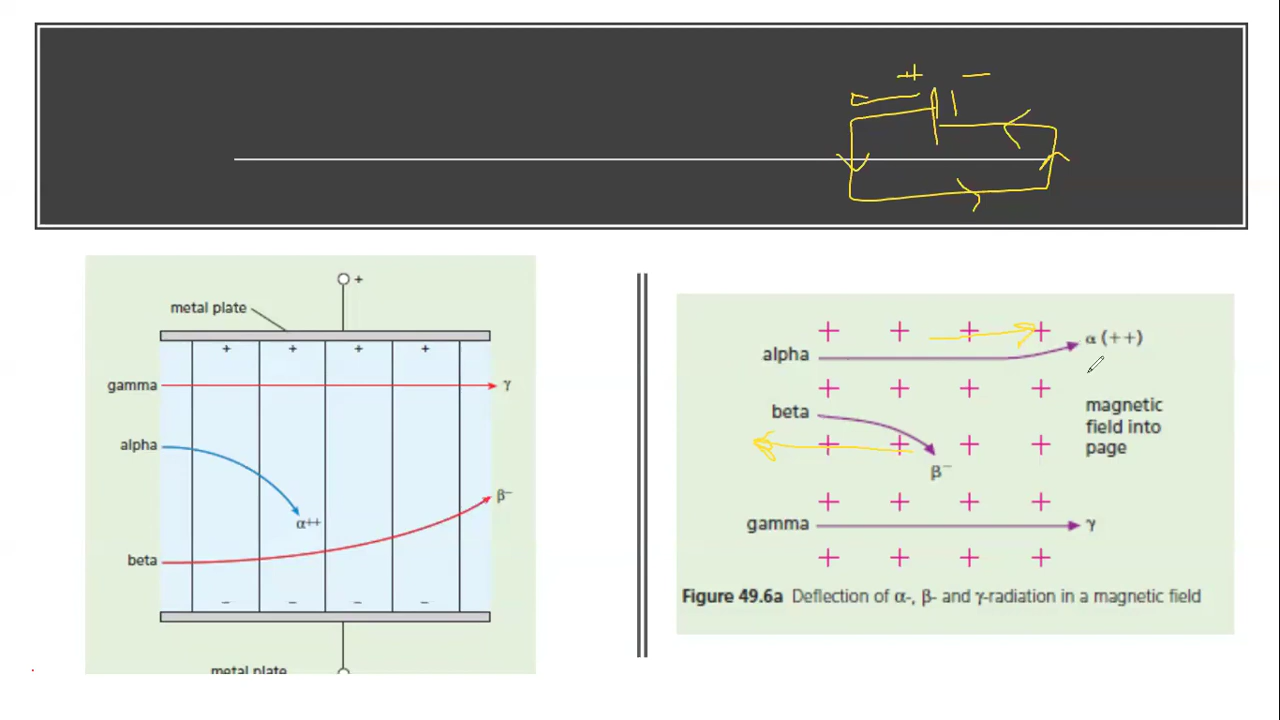 + −
+
metal plate
+ + + +
gamma γ
alpha
α++
β−
beta
− − − −
metal plate
+ + + +
alpha α (++)
+ + + +
beta
magnetic
field into
page
+ + + +
β−
+ + + +
gamma γ
+ + + +
Figure 49.6a Deflection of α-, β- and γ-radiation in a magnetic field